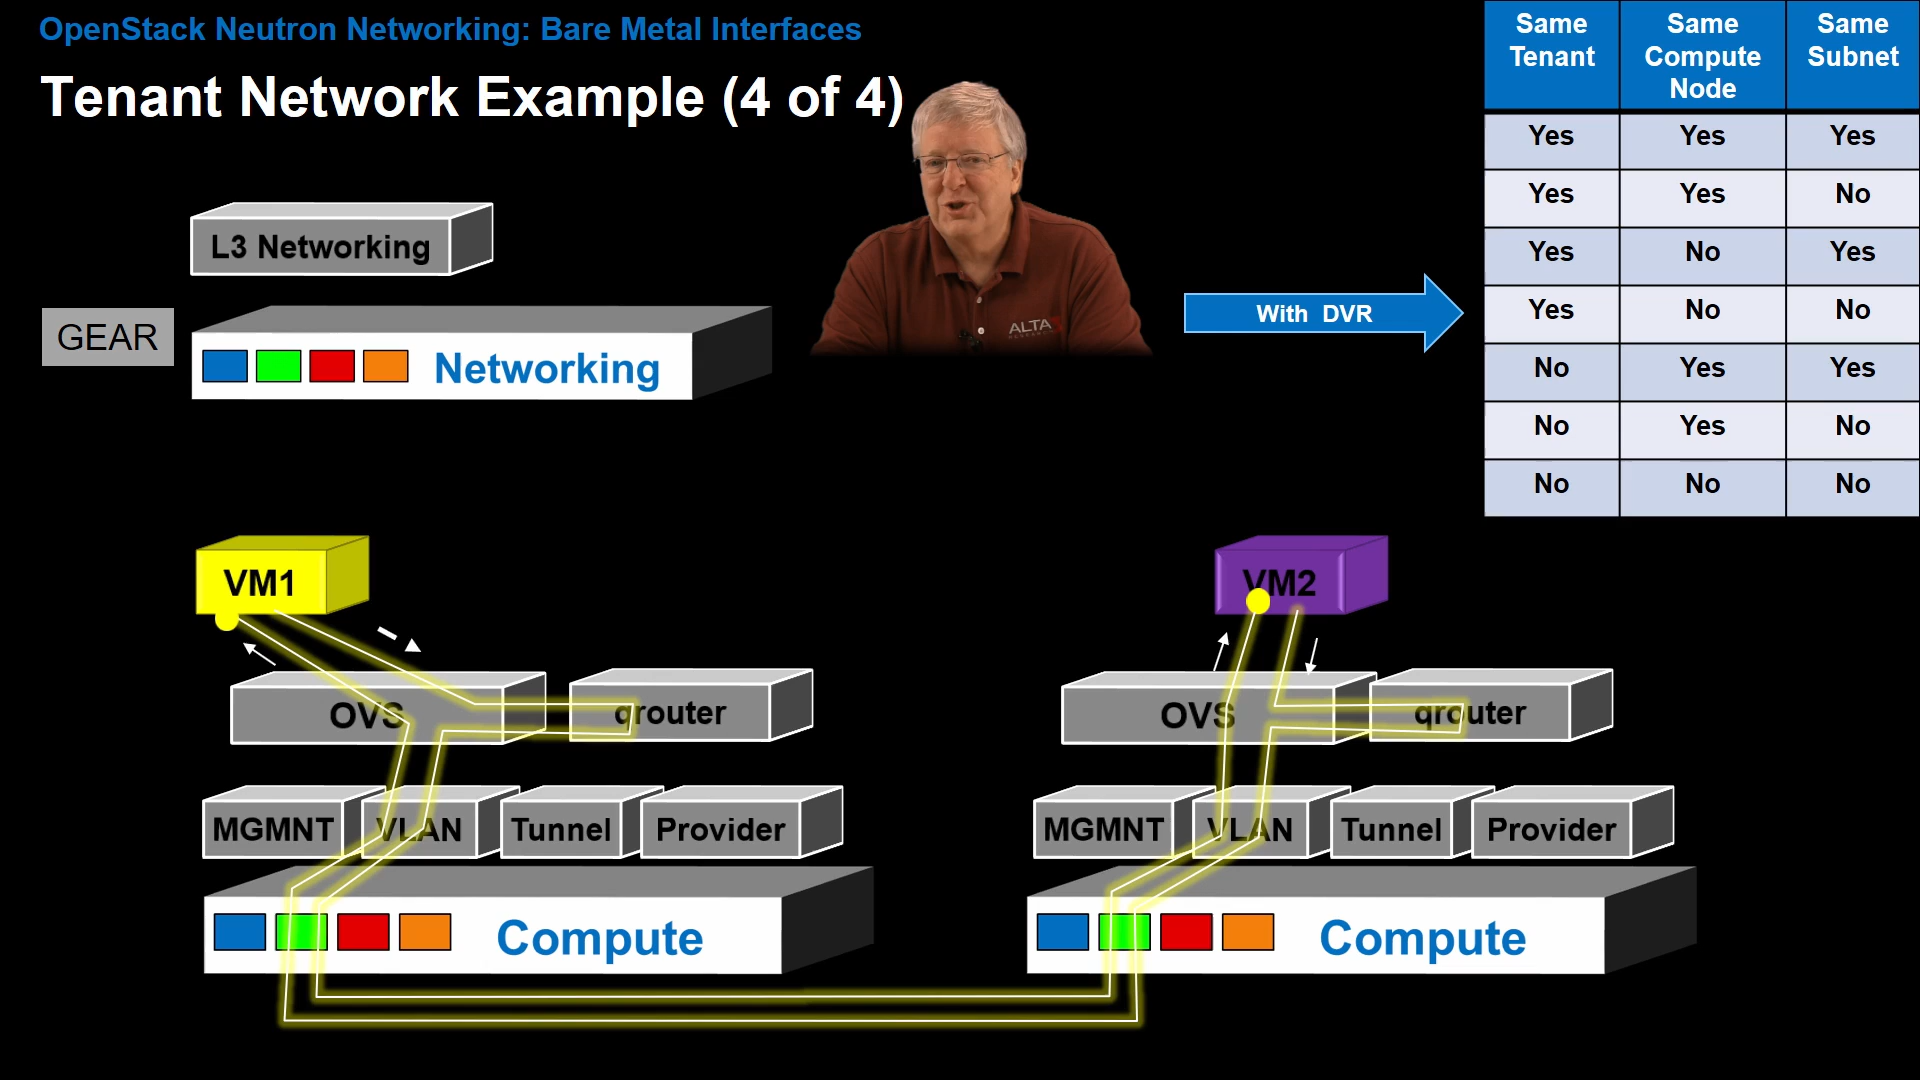 OpenStack Neutron Networking: Bare Metal Interfaces
Tenant Network Example (4 of 4)
Same Tenant
Same Compute Node
Same Subnet
Yes Yes Yes
Yes Yes No
Yes No Yes
Yes No No
No Yes Yes
No Yes No
No No No
L3 Networking
GEAR
Networking
ALTA
With DVR
VM1
VM2
OVS
qrouter
OVS
qrouter
MGMNT
VLAN
Tunnel
Provider
MGMNT
VLAN
Tunnel
Provider
Compute
Compute